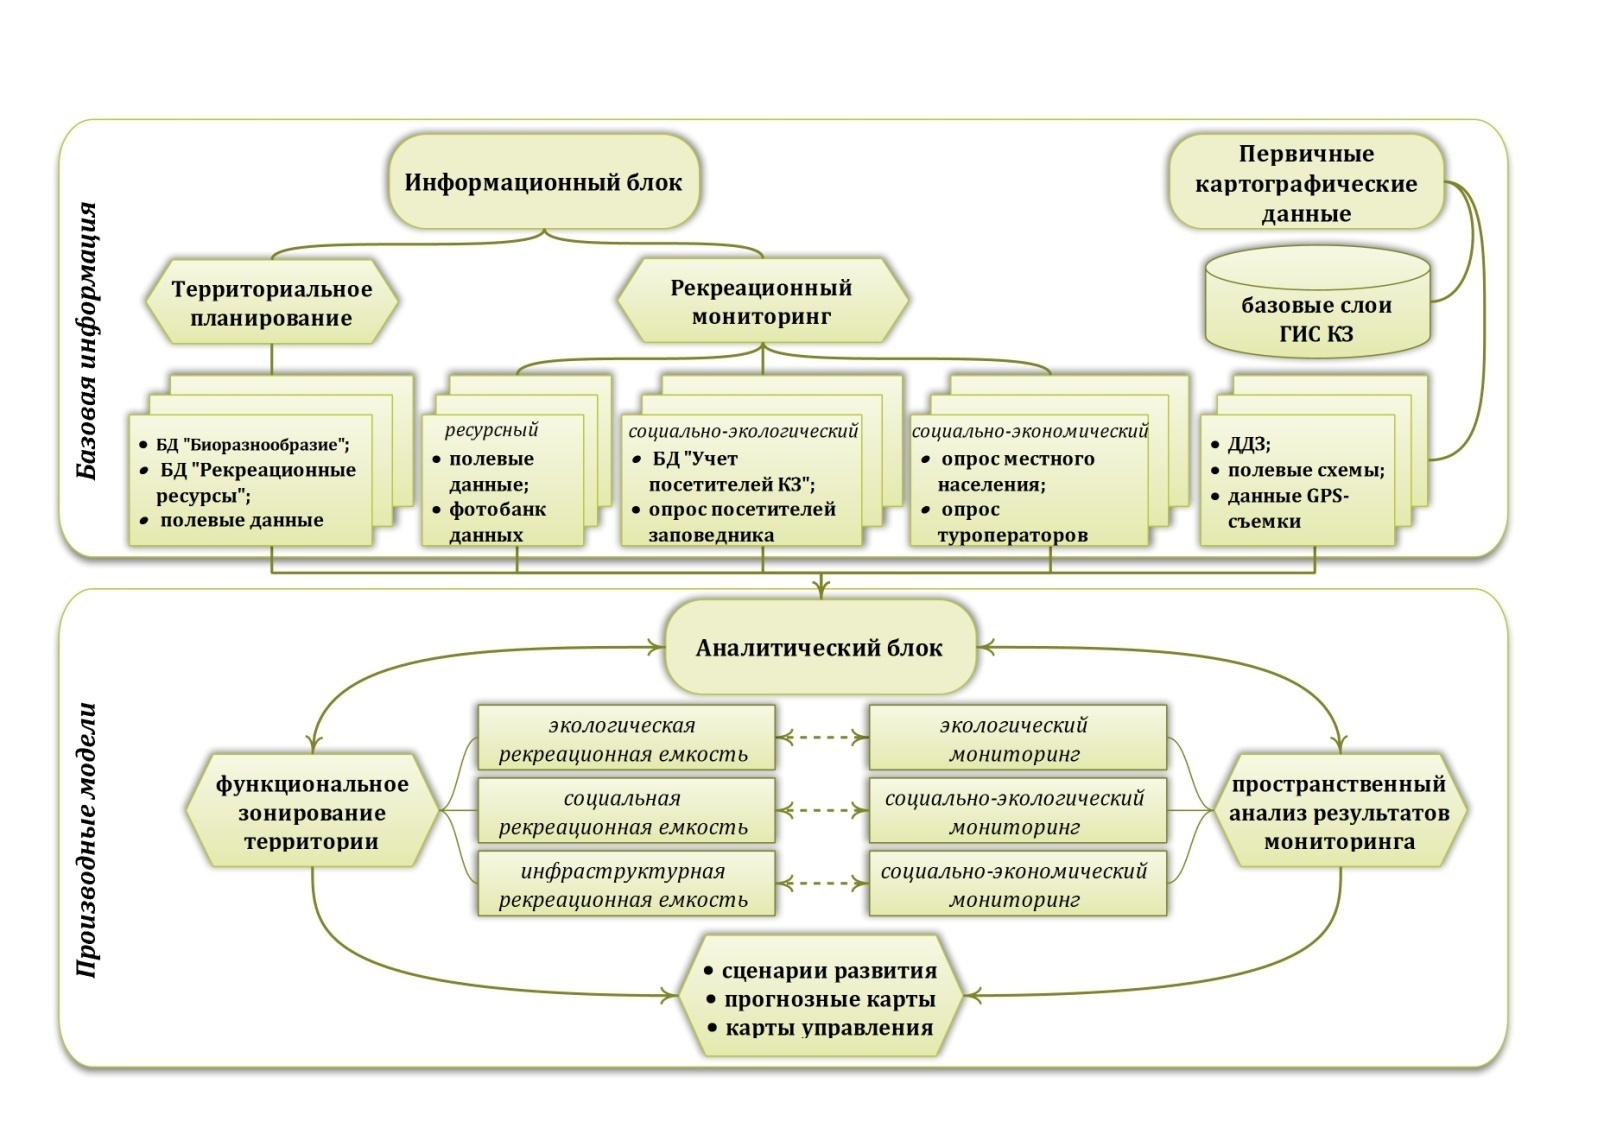 Базовая информация
Информационный блок
Первичные
картографические
данные
Территориальное
планирование
Рекреационный
мониторинг
базовые слои
ГИС КЗ
• БД "Биоразнообразие";
• БД "Рекреационные
ресурсы";
• полевые данные
ресурсный
• полевые
данные;
• фотобанк
данных
социально-экологический
• БД "Учет
посетителей КЗ";
• опрос посетителей
заповедника
социально-экономический
• опрос местного
населения;
• опрос
туроператоров
• ДДЗ;
• полевые схемы;
• данные GPS-
съемки
Производные модели
Аналитический блок
функциональное
зонирование
территории
экологическая
рекреационная емкость
социальная
рекреационная емкость
инфраструктурная
рекреационная емкость
экологический
мониторинг
социально-экологический
мониторинг
социально-экономический
мониторинг
пространственный
анализ результатов
мониторинга
• сценарии развития
• прогнозные карты
• карты управления